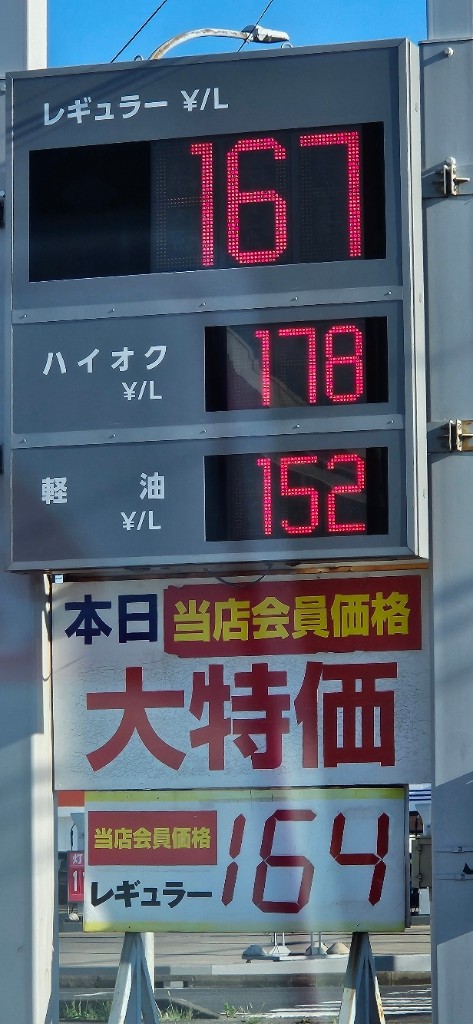 レギュラー ¥/L
167
ハイオク
¥/L
178
軽油
¥/L
152
本日 当店会員価格
大特価
当店会員価格
レギュラー
164
灯